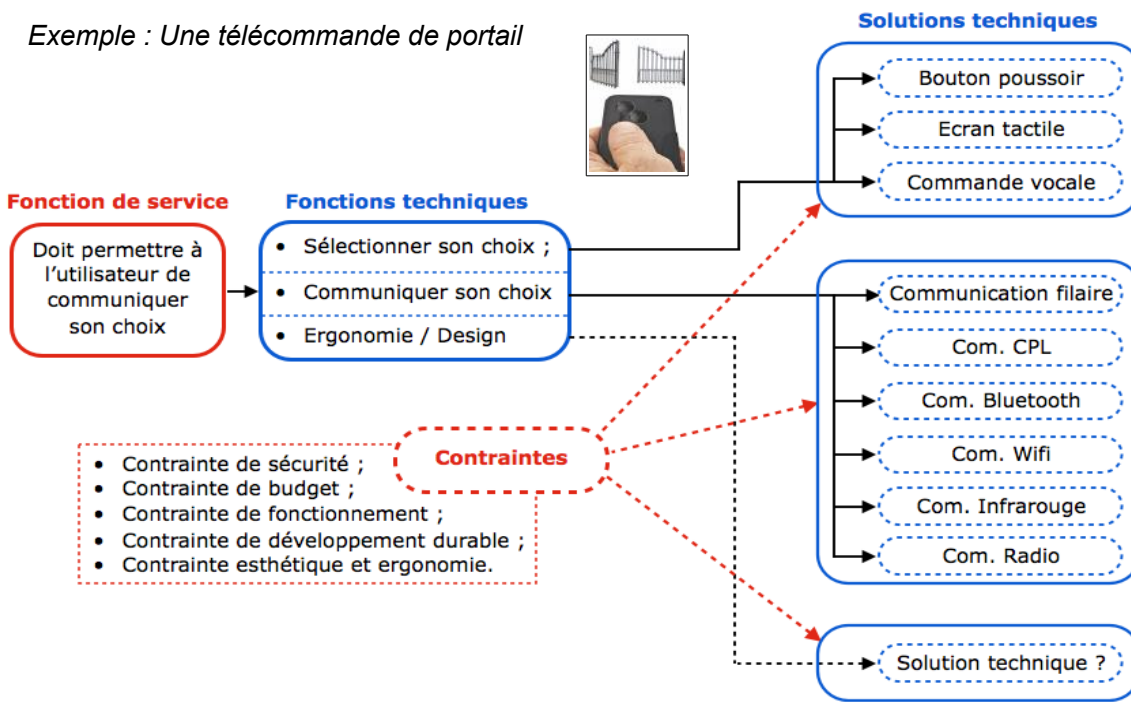 Exemple : Une télécommande de portail
Solutions techniques
Bouton poussoir
Ecran tactile
Commande vocale
Fonction de service
Doit permettre à
l’utilisateur de
communiquer
son choix
Fonctions techniques
• Sélectionner son choix ;
• Communiquer son choix
• Ergonomie / Design
Communication filaire
Com. CPL
Com. Bluetooth
Com. Wifi
Com. Infrarouge
Com. Radio
Contraintes
• Contrainte de sécurité ;
• Contrainte de budget ;
• Contrainte de fonctionnement ;
• Contrainte de développement durable ;
• Contrainte esthétique et ergonomie.
Solution technique ?